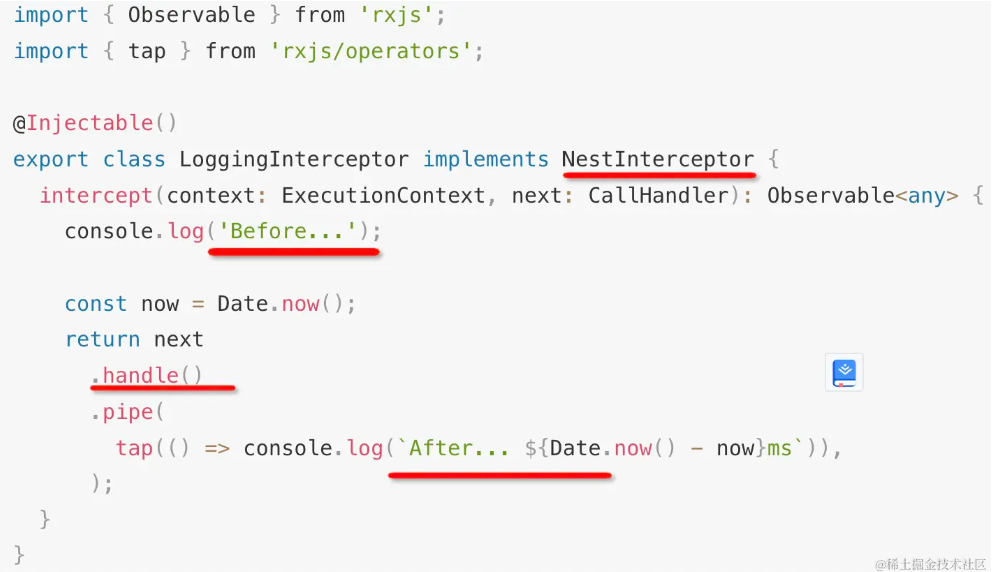 import { Observable } from 'rxjs';
import { tap } from 'rxjs/operators';
@Injectable()
export class LoggingInterceptor implements NestInterceptor {
intercept(context: ExecutionContext, next: CallHandler): Observable<any> {
console.log('Before...');
const now = Date.now();
return next
.handle()
.pipe(
tap(() => console.log(`After... ${Date.now() - now}ms`)),
);
}
}
@稀土掘金技术社区